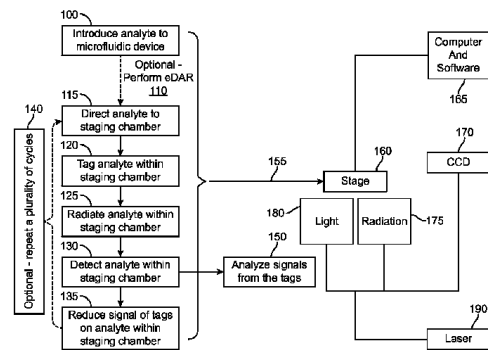 100
Introduce analyte to
microfluidic device
Optional -
Perform eDAR
110
115
Direct analyte to
staging chamber
120
Tag analyte within
staging chamber
125
Radiate analyte within
staging chamber
130
Detect analyte within
staging chamber
135
Reduce signal of tags
on analyte within
staging chamber
140
Optional - repeat a plurality of cycles
150
Analyze signals
from the tags
155
160
Stage
Computer
And
Software
165
170
CCD
180
Light
Radiation
175
190
Laser